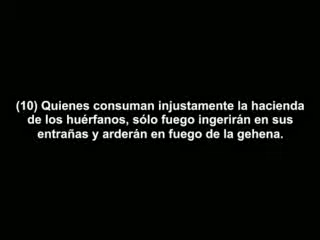 (10) Quienes consuman injustamente la hacienda
de los huérfanos, sólo fuego ingerirán en sus
entrañas y arderán en fuego de la gehena.